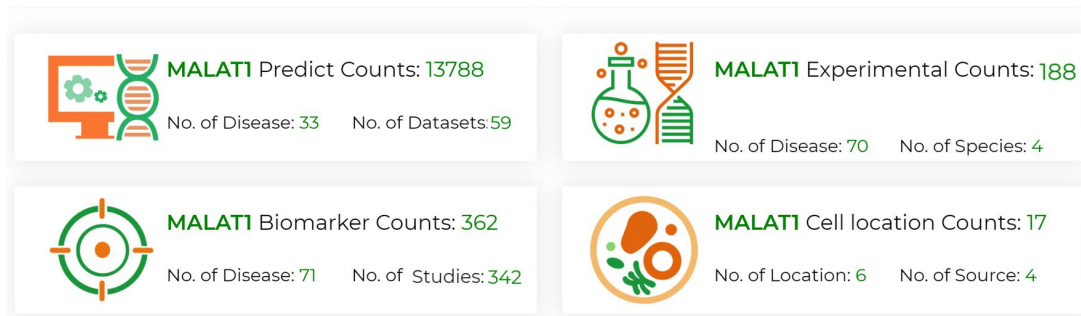 MALAT1 Predict Counts: 13788
No. of Disease: 33 No. of Datasets: 59
MALAT1 Experimental Counts: 188
No. of Disease: 70 No. of Species: 4
MALAT1 Biomarker Counts: 362
No. of Disease: 71 No. of Studies: 342
MALAT1 Cell location Counts: 17
No. of Location: 6 No. of Source: 4